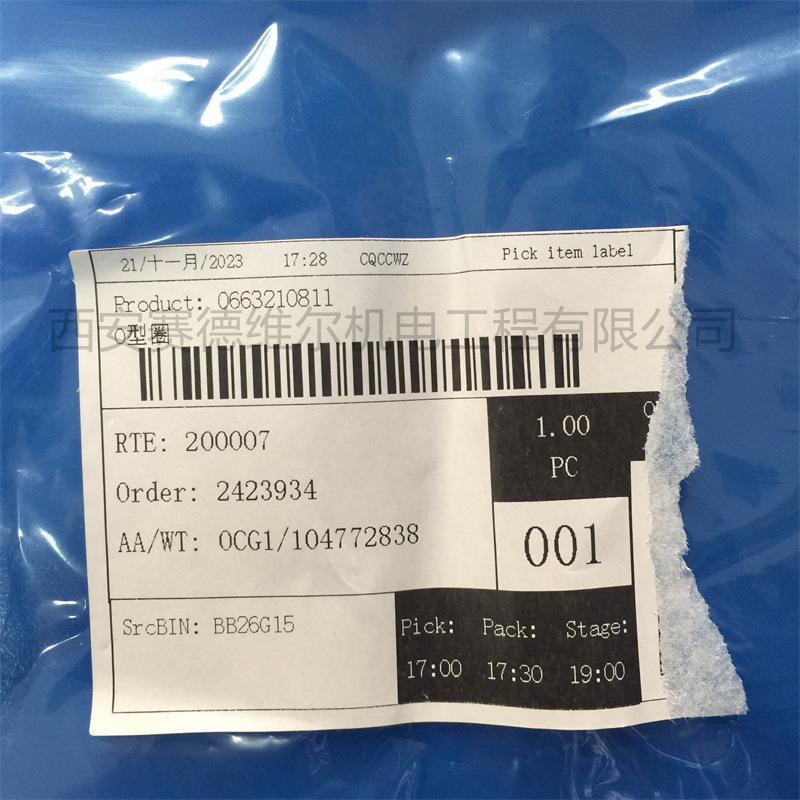 21/十一月/2023 17:28 CQCCWZ Pick item label
Product: 0663210811
O型圈
西安赛德维尔机电工程有限公司
RTE: 200007
1.00
PC
Order: 2423934
AA/WT: OCG1/104772838
001
SrcBIN: BB26G15
Pick: Pack: Stage:
17:00 17:30 19:00